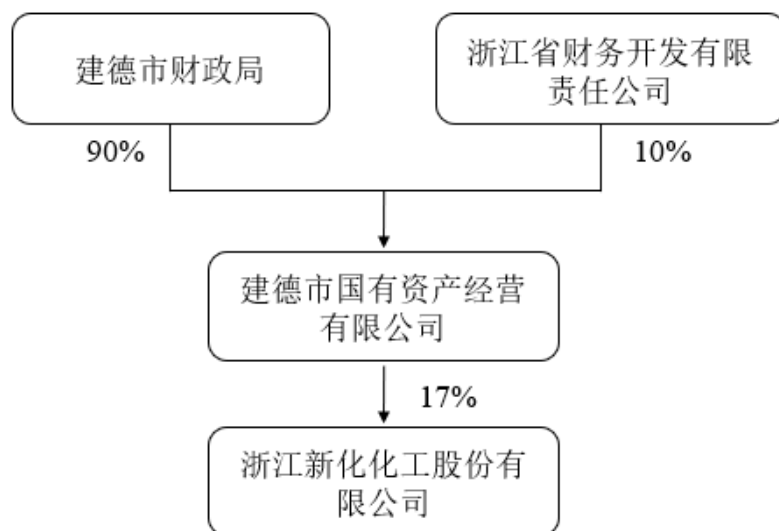 建德市财政局
浙江省财务开发有限
责任公司
90%
10%
建德市国有资产经营
有限公司
17%
浙江新化化工股份有
限公司